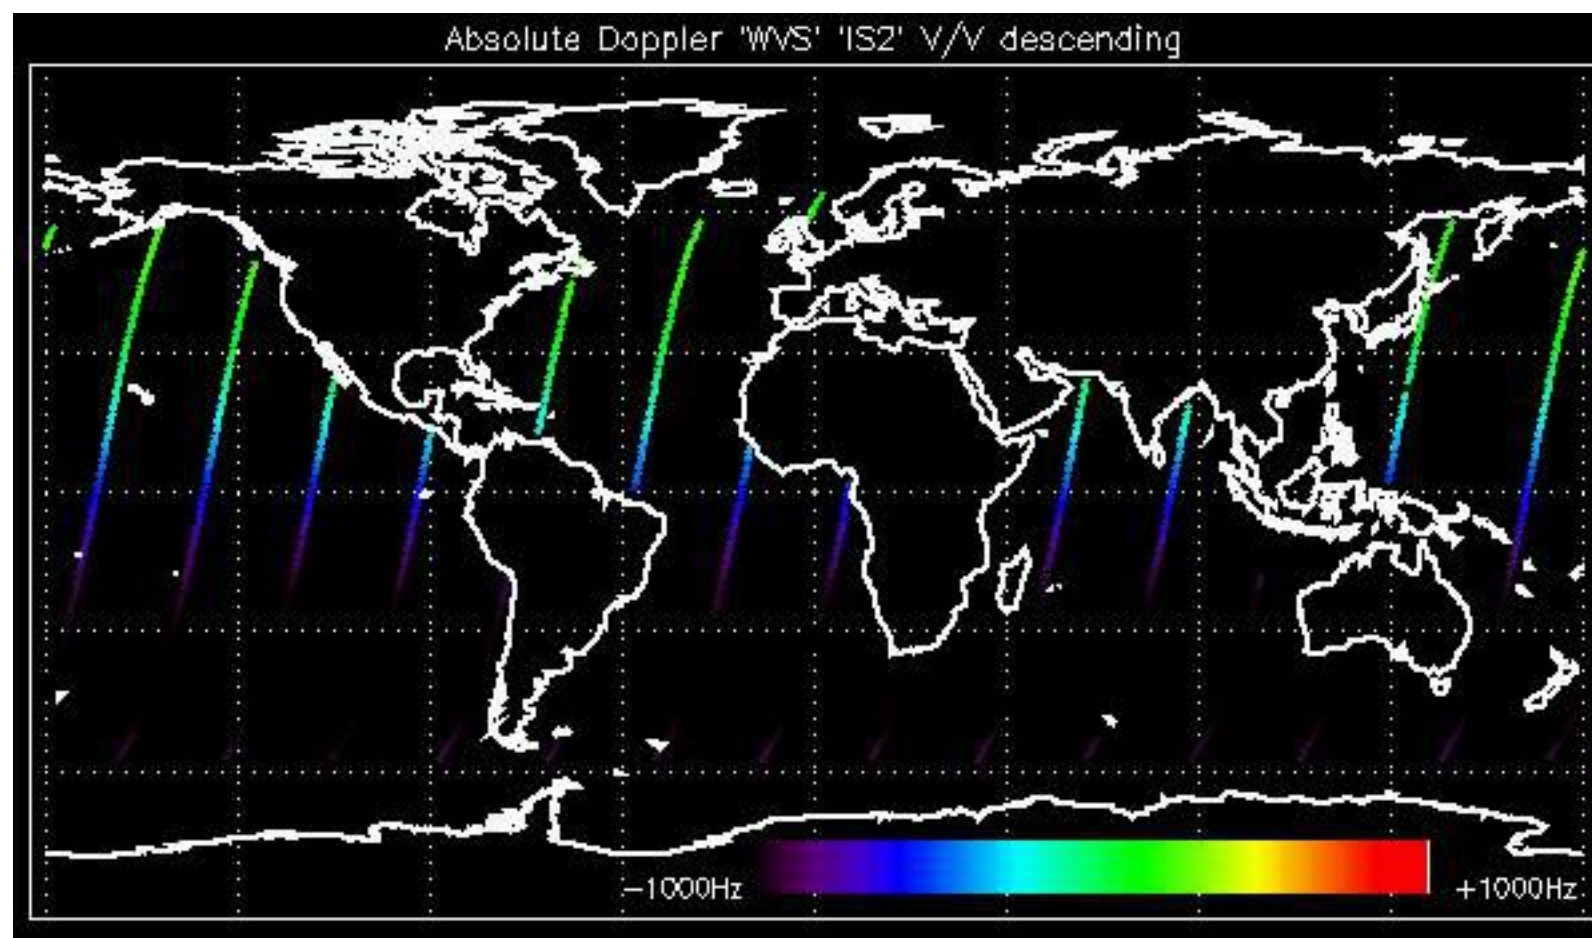 Absolute Doppler 'WVS' 'IS2' V/V descending
-1000Hz
+1000Hz